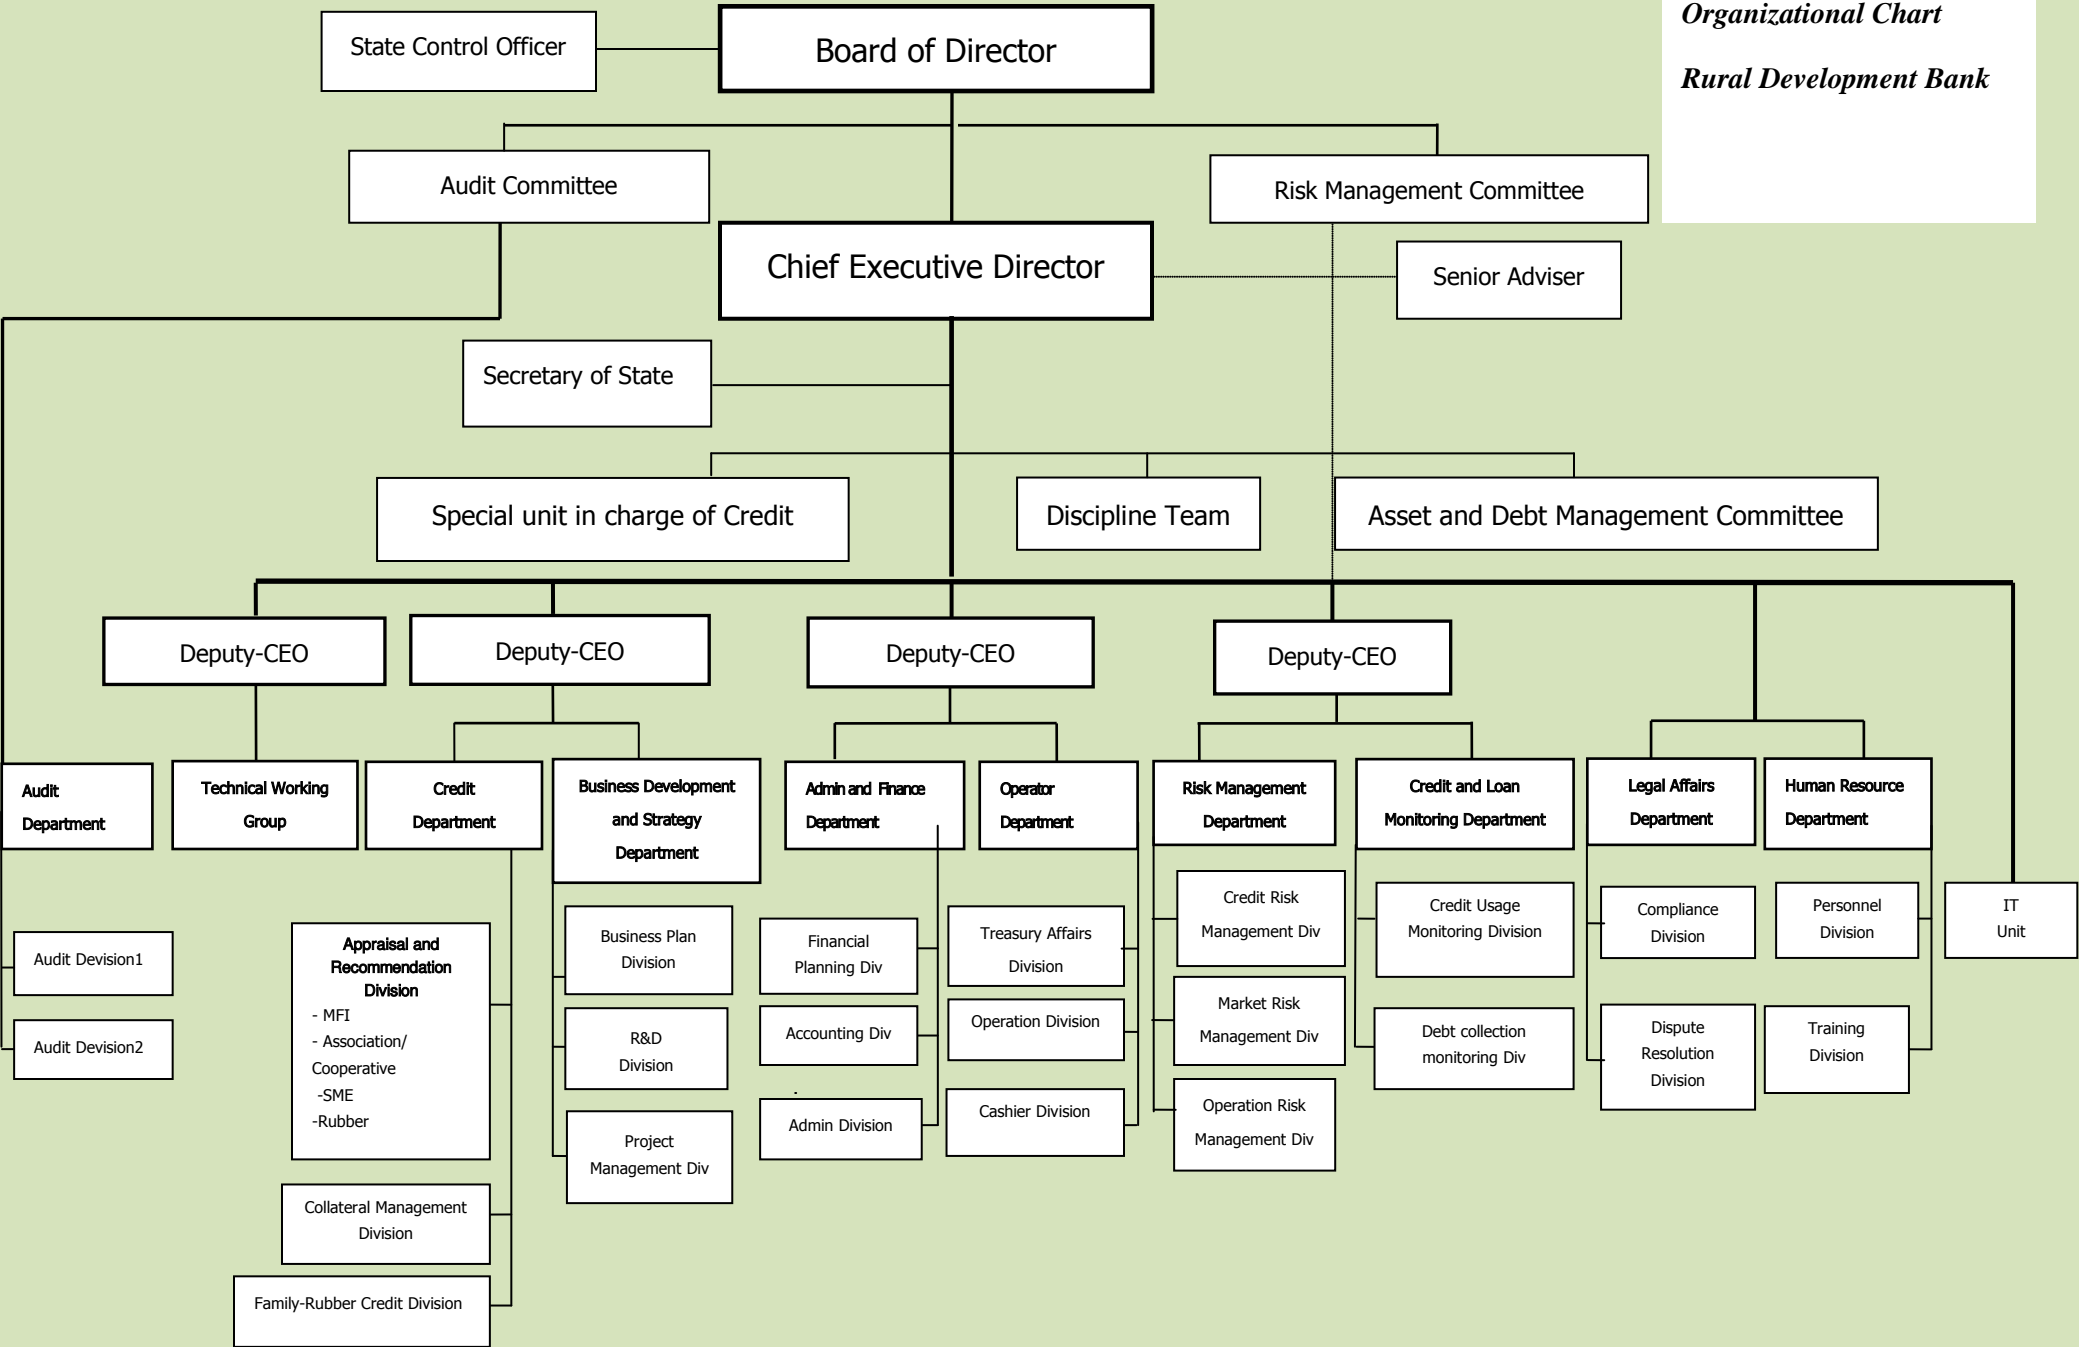 Organizational Chart
Rural Development Bank
State Control Officer
Board of Director
Audit Committee
Risk Management Committee
Chief Executive Director
Senior Adviser
Secretary of State
Special unit in charge of Credit
Discipline Team
Asset and Debt Management Committee
Deputy-CEO
Deputy-CEO
Deputy-CEO
Deputy-CEO
Audit
Department
Technical Working
Group
Credit
Department
Business Development
and Strategy
Department
Admin and Finance
Department
Operator
Department
Risk Management
Department
Credit and Loan
Monitoring Department
Legal Affairs
Department
Human Resource
Department
IT
Unit
Audit Devision1
Audit Devision2
Appraisal and
Recommendation
Division
- MFI
- Association/
Cooperative
-SME
-Rubber
Collateral Management
Division
Family-Rubber Credit Division
Business Plan
Division
R&D
Division
Project
Management Div
Financial
Planning Div
Accounting Div
Admin Division
Treasury Affairs
Division
Operation Division
Cashier Division
Credit Risk
Management Div
Market Risk
Management Div
Operation Risk
Management Div
Credit Usage
Monitoring Division
Debt collection
monitoring Div
Compliance
Division
Dispute
Resolution
Division
Personnel
Division
Training
Division